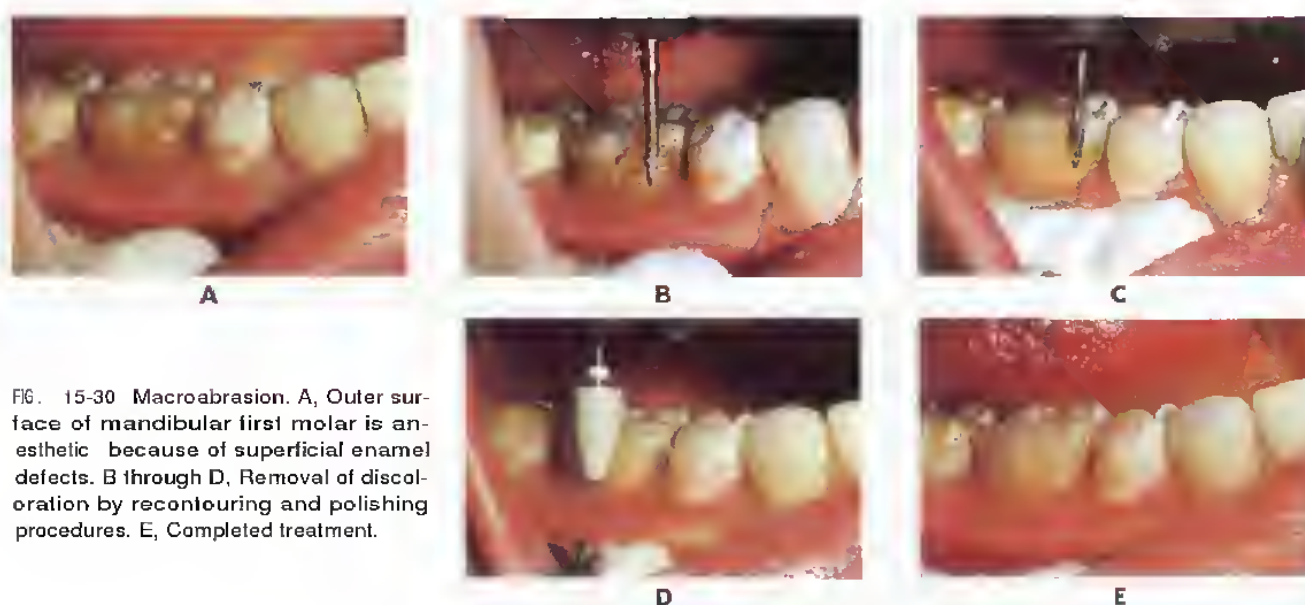 A
B
C
FIG. 15-30 Macroabrasion. A, Outer sur-
face of mandibular first molar is an-
esthetic because of superficial enamel
defects. B through D, Removal of discol-
oration by recontouring and polishing
procedures. E, Completed treatment.
D
E